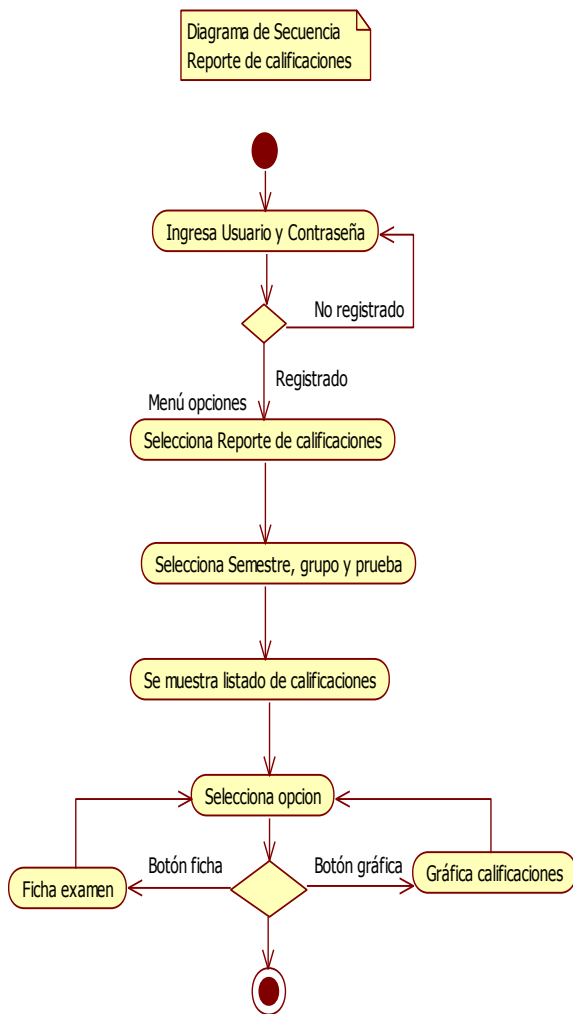 Diagrama de Secuencia
Reporte de calificaciones
Ingresa Usuario y Contraseña
No registrado
Registrado
Menú opciones
Selecciona Reporte de calificaciones
Selecciona Semestre, grupo y prueba
Se muestra listado de calificaciones
Selecciona opcion
Botón ficha
Botón gráfica
Ficha examen
Gráfica calificaciones